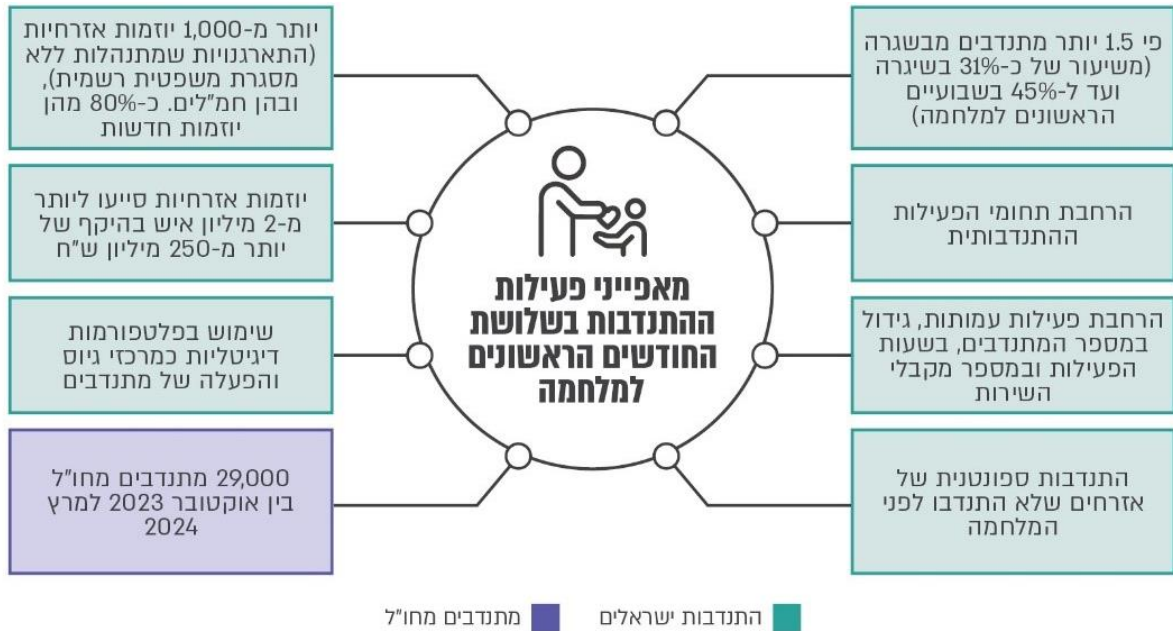 מאפייני פעילות
ההתנדבות בשלושת
החודשים הראשונים
למלחמה
פי 1.5 יותר מתנדבים מבשגרה
(משיעור של כ-31% בשיגרה
ועד ל-45% בשבועיים
הראשונים למלחמה)
הרחבת תחומי הפעילות
ההתנדבותית
הרחבת פעילות עמותות, גידול
במספר המתנדבים, בשעות
הפעילות ובמספר מקבלי
השירות
התנדבות ספונטנית של
אזרחים שלא התנדבו לפני
המלחמה
יותר מ-1,000 יוזמות אזרחיות
(התארגנויות שמתנהלות ללא
מסגרת משפטית רשמית),
ובהן חמ"לים. כ-80% מהן
יוזמות חדשות
יוזמות אזרחיות סייעו ליותר
מ-2 מיליון איש בהיקף של
יותר מ-250 מיליון ש"ח
שימוש בפלטפורמות
דיגיטליות כמרכזי גיוס
והפעלה של מתנדבים
29,000 מתנדבים מחו"ל
בין אוקטובר 2023 למרץ
2024
התנדבות ישראלים
מתנדבים מחו"ל